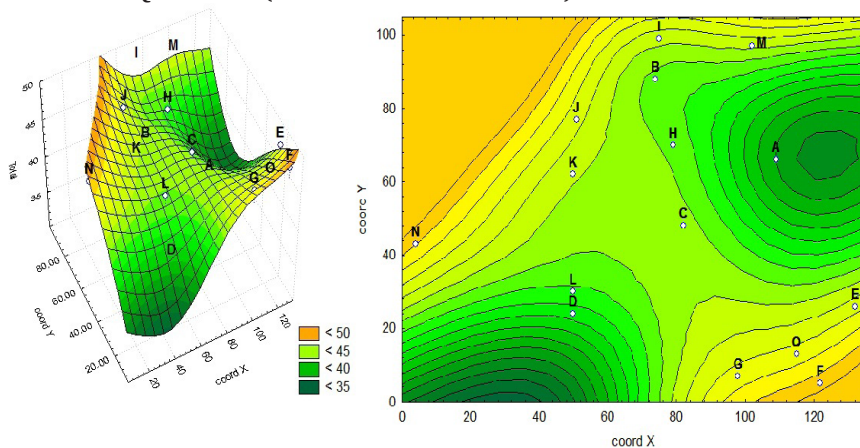 50
45
40
35
80.00
60.00
40.00
20.00
coord Y
20
40
60
80
100
120
coord X
I
M
J
H
B
K
C
A
E
F
O
G
N
L
D
< 50
< 45
< 40
< 35
100
80
60
40
20
0
coorc Y
0
20
40
60
80
100
120
coord X
I
M
B
J
H
A
K
C
N
L
D
E
O
G
F